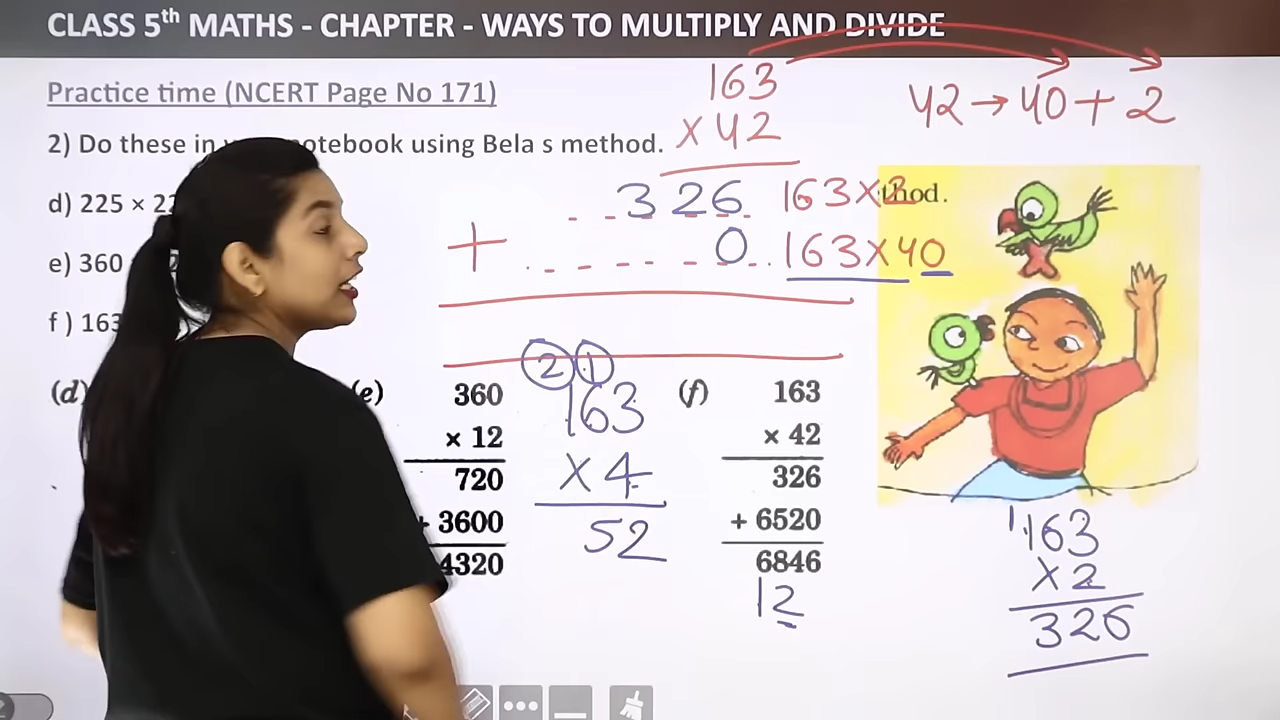 CLASS 5th MATHS - CHAPTER - WAYS TO MULTIPLY AND DIVIDE
Practice time (NCERT Page No 171)
2) Do these in notebook using Bela s method.
d) 225 × 22
e) 360
f ) 163
163
× 42
42 → 40 + 2
326 163×2
thod.
+ 0 163×40
(d)
(e) 360
× 12
720
+ 3600
4320
2 1
163
× 4
52
(f) 163
× 42
326
+ 6520
6846
12
1
163
× 2
326